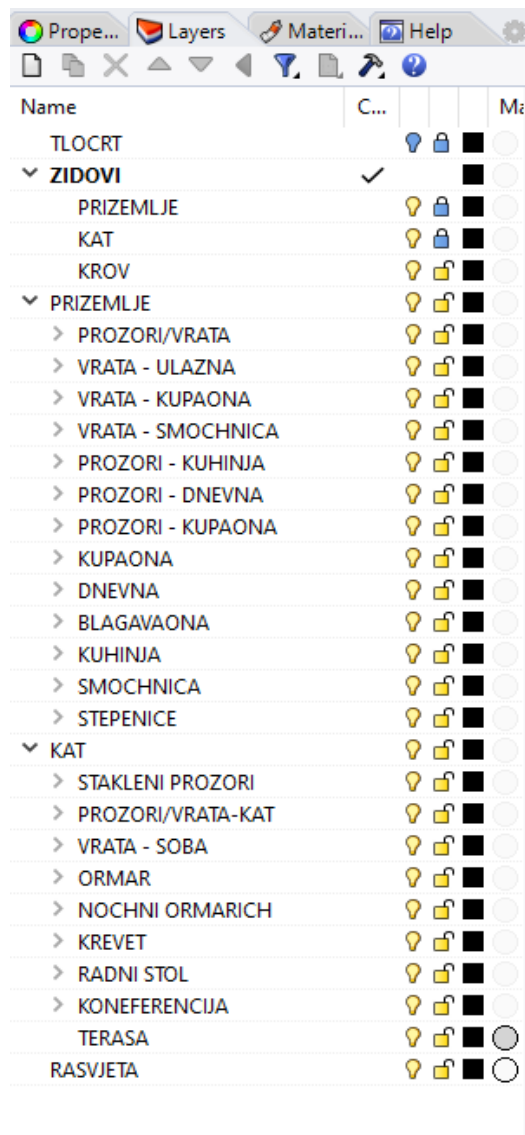 Prope... Layers Materi... Help
Name C... Ma
TLOCRT
ZIDOVI
PRIZEMLJE
KAT
KROV
PRIZEMLJE
PROZORI/VRATA
VRATA - ULAZNA
VRATA - KUPAONA
VRATA - SMOCHNICA
PROZORI - KUHINJA
PROZORI - DNEVNA
PROZORI - KUPAONA
KUPAONA
DNEVNA
BLAGAVAONA
KUHINJA
SMOCHNICA
STEPENICE
KAT
STAKLENI PROZORI
PROZORI/VRATA-KAT
VRATA - SOBA
ORMAR
NOCHNI ORMARICH
KREVET
RADNI STOL
KONEFERENCIJA
TERASA
RASVJETA